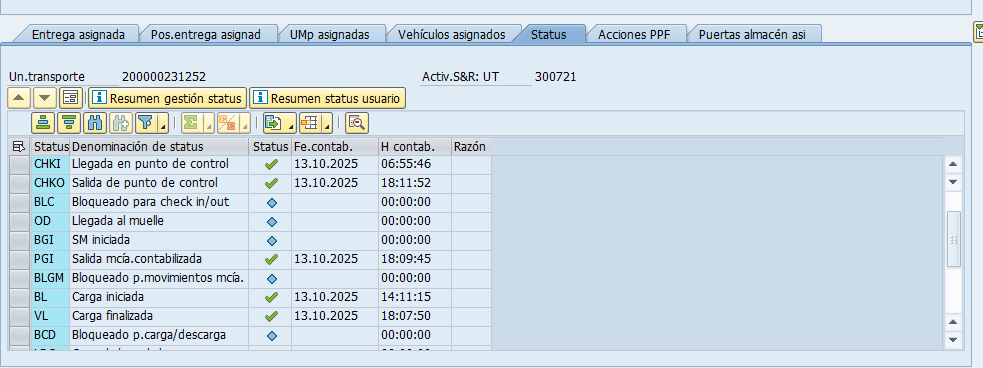 Entrega asignada Pos.entrega asignad UMp asignadas Vehículos asignados Status Acciones PPF Puertas almacén asi
Un.transporte 200000231252 Activ.S&R: UT 300721
Resumen gestión status Resumen status usuario
Status Denominación de status Status Fe.contab. H contab. Razón
CHKI Llegada en punto de control 13.10.2025 06:55:46
CHKO Salida de punto de control 13.10.2025 18:11:52
BLC Bloqueado para check in/out 00:00:00
OD Llegada al muelle 00:00:00
BGI SM iniciada 00:00:00
PGI Salida mcía.contabilizada 13.10.2025 18:09:45
BLGM Bloqueado p.movimientos mcía. 00:00:00
BL Carga iniciada 13.10.2025 14:11:15
VL Carga finalizada 13.10.2025 18:07:50
BCD Bloqueado p.carga/descarga 00:00:00